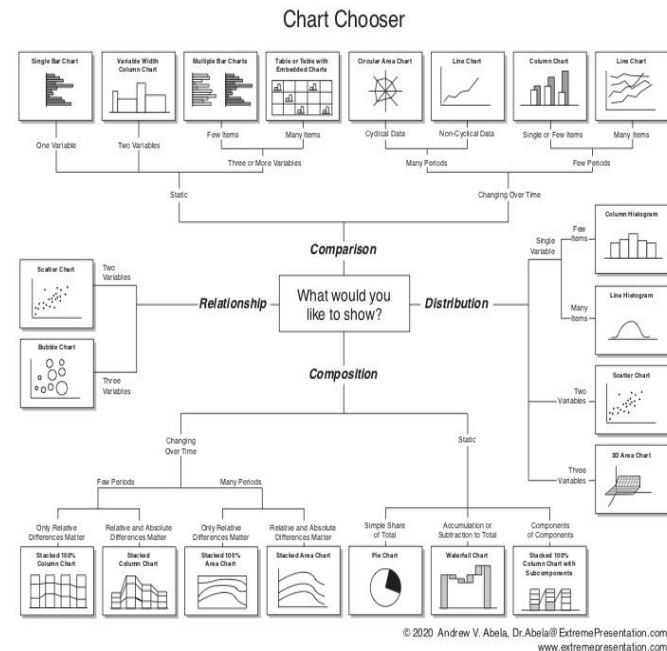 Chart Chooser
Single Bar Chart
Variable Width
Column Chart
Multiple Bar Charts
Table or Table with
Embedded Charts
Circular Area Chart
Line Chart
Column Chart
Line Chart
Few Items
Many Items
Cyclical Data
Non-Cyclical Data
Single or Few Items
Many Items
One Variable
Two Variables
Three or More Variables
Many Periods
Few Periods
Static
Changing Over Time
Comparison
Relationship
What would you
like to show?
Distribution
Composition
Scatter Chart
Two
Variables
Bubble Chart
Three
Variables
Single
Variable
Few
Items
Column Histogram
Many
Items
Line Histogram
Two
Variables
Scatter Chart
Three
Variables
3D Area Chart
Changing
Over Time
Static
Few Periods
Many Periods
Only Relative
Differences Matter
Relative and Absolute
Differences Matter
Only Relative
Differences Matter
Relative and Absolute
Differences Matter
Simple Share
of Total
Accumulation or
Subtraction to Total
Components
of Components
Stacked 100%
Column Chart
Stacked
Column Chart
Stacked 100%
Area Chart
Stacked Area Chart
Pie Chart
Waterfall Chart
Stacked 100%
Column Chart with
Subcomponents
© 2020 Andrew V. Abela, Dr.Abela@ExtremePresentation.com
www.extremepresentation.com